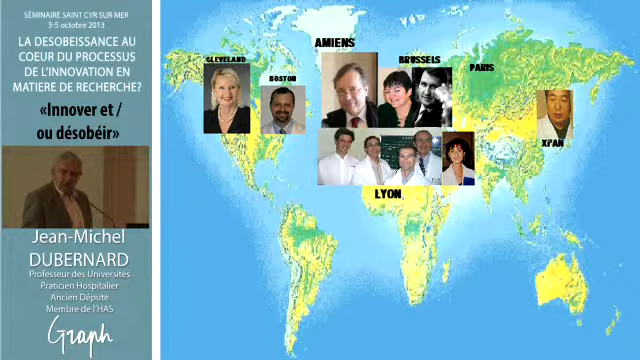 SÉMINAIRE SAINT CYR SUR MER
3-5 octobre 2013
LA DESOBEISSANCE AU
COEUR DU PROCESSUS
DE L'INNOVATION EN
MATIERE DE RECHERCHE?
«Innover et /
ou désobéir»
Jean-Michel
DUBERNARD
Professeur des Universités
Praticien Hospitalier
Ancien Député
Membre de l'HAS
Graph
CLEVELAND
BOSTON
AMIENS
BRUSSELS
PARIS
XI'AN
LYON